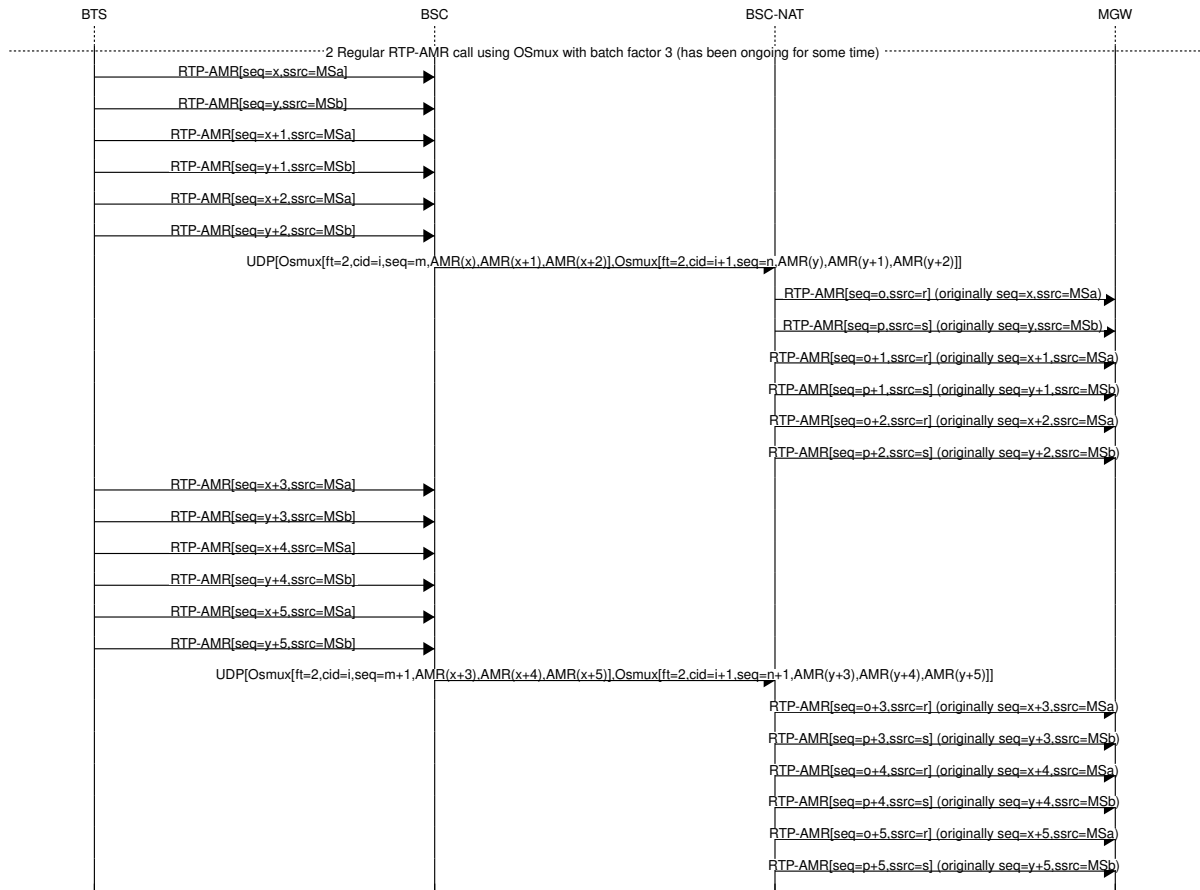 BTS BSC BSC-NAT MGW
2 Regular RTP-AMR call using OSmux with batch factor 3 (has been ongoing for some time)
RTP-AMR[seq=x,ssrc=MSa]
RTP-AMR[seq=y,ssrc=MSb]
RTP-AMR[seq=x+1,ssrc=MSa]
RTP-AMR[seq=y+1,ssrc=MSb]
RTP-AMR[seq=x+2,ssrc=MSa]
RTP-AMR[seq=y+2,ssrc=MSb]
UDP[Osmux[ft=2,cid=i,seq=m,AMR(x),AMR(x+1),AMR(x+2)],Osmux[ft=2,cid=i+1,seq=n,AMR(y),AMR(y+1),AMR(y+2)]]
RTP-AMR[seq=o,ssrc=r] (originally seq=x,ssrc=MSa)
RTP-AMR[seq=p,ssrc=s] (originally seq=y,ssrc=MSb)
RTP-AMR[seq=o+1,ssrc=r] (originally seq=x+1,ssrc=MSa)
RTP-AMR[seq=p+1,ssrc=s] (originally seq=y+1,ssrc=MSb)
RTP-AMR[seq=o+2,ssrc=r] (originally seq=x+2,ssrc=MSa)
RTP-AMR[seq=p+2,ssrc=s] (originally seq=y+2,ssrc=MSb)
RTP-AMR[seq=x+3,ssrc=MSa]
RTP-AMR[seq=y+3,ssrc=MSb]
RTP-AMR[seq=x+4,ssrc=MSa]
RTP-AMR[seq=y+4,ssrc=MSb]
RTP-AMR[seq=x+5,ssrc=MSa]
RTP-AMR[seq=y+5,ssrc=MSb]
UDP[Osmux[ft=2,cid=i,seq=m+1,AMR(x+3),AMR(x+4),AMR(x+5)],Osmux[ft=2,cid=i+1,seq=n+1,AMR(y+3),AMR(y+4),AMR(y+5)]]
RTP-AMR[seq=o+3,ssrc=r] (originally seq=x+3,ssrc=MSa)
RTP-AMR[seq=p+3,ssrc=s] (originally seq=y+3,ssrc=MSb)
RTP-AMR[seq=o+4,ssrc=r] (originally seq=x+4,ssrc=MSa)
RTP-AMR[seq=p+4,ssrc=s] (originally seq=y+4,ssrc=MSb)
RTP-AMR[seq=o+5,ssrc=r] (originally seq=x+5,ssrc=MSa)
RTP-AMR[seq=p+5,ssrc=s] (originally seq=y+5,ssrc=MSb)